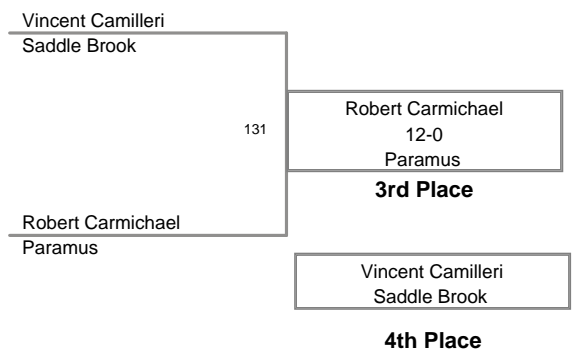 Vincent Camilleri
Saddle Brook
131
Robert Carmichael
12-0
Paramus
3rd Place
Robert Carmichael
Paramus
Vincent Camilleri
Saddle Brook
4th Place